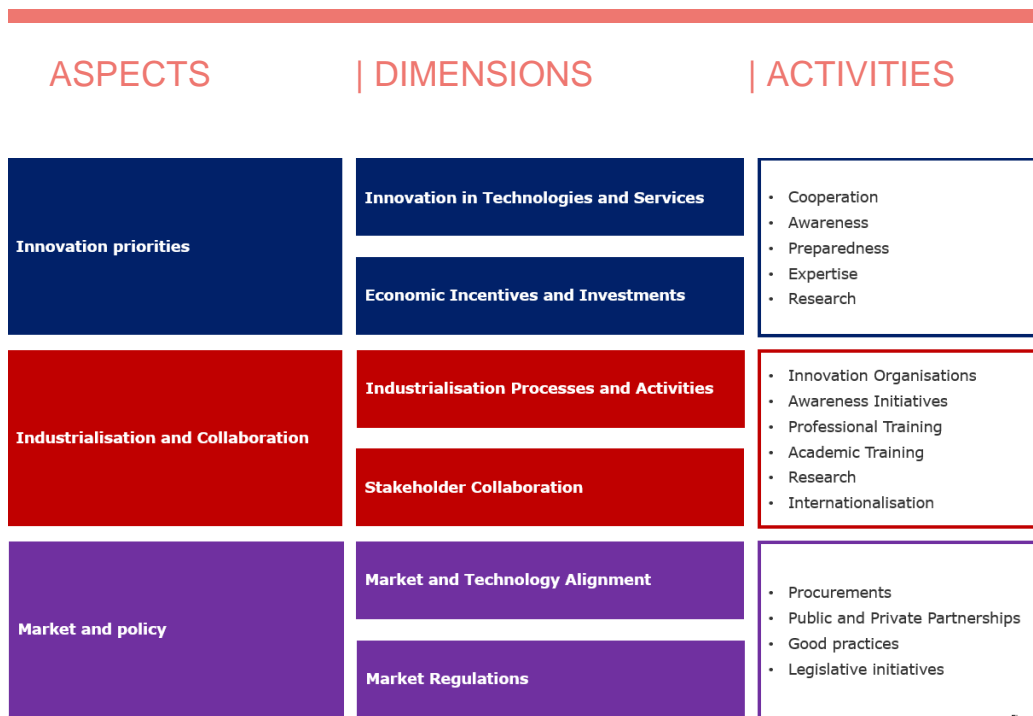 ASPECTS | DIMENSIONS | ACTIVITIES
Innovation priorities
Innovation in Technologies and Services
Economic Incentives and Investments
• Cooperation
• Awareness
• Preparedness
• Expertise
• Research
Industrialisation and Collaboration
Industrialisation Processes and Activities
Stakeholder Collaboration
• Innovation Organisations
• Awareness Initiatives
• Professional Training
• Academic Training
• Research
• Internationalisation
Market and policy
Market and Technology Alignment
Market Regulations
• Procurements
• Public and Private Partnerships
• Good practices
• Legislative initiatives